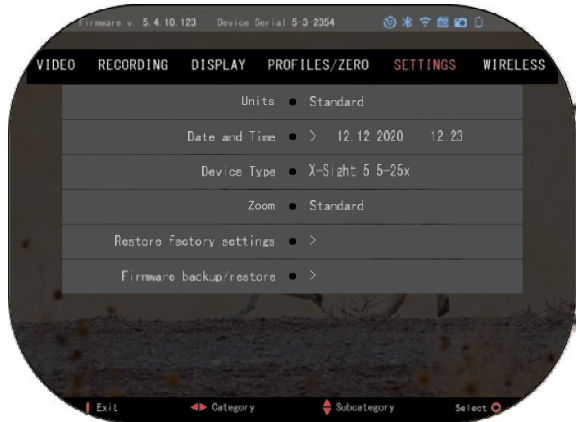 Firmware v. 5.4.10.123 Device Serial 5-3-2354
VIDEO RECORDING DISPLAY PROFILES/ZERO SETTINGS WIRELESS
Units Standard
Date and Time > 12.12.2020 12.23
Device Type X-Sight 5 5-25x
Zoom Standard
Restore factory settings >
Firmware backup/restore >
Exit Category Subcategory Select